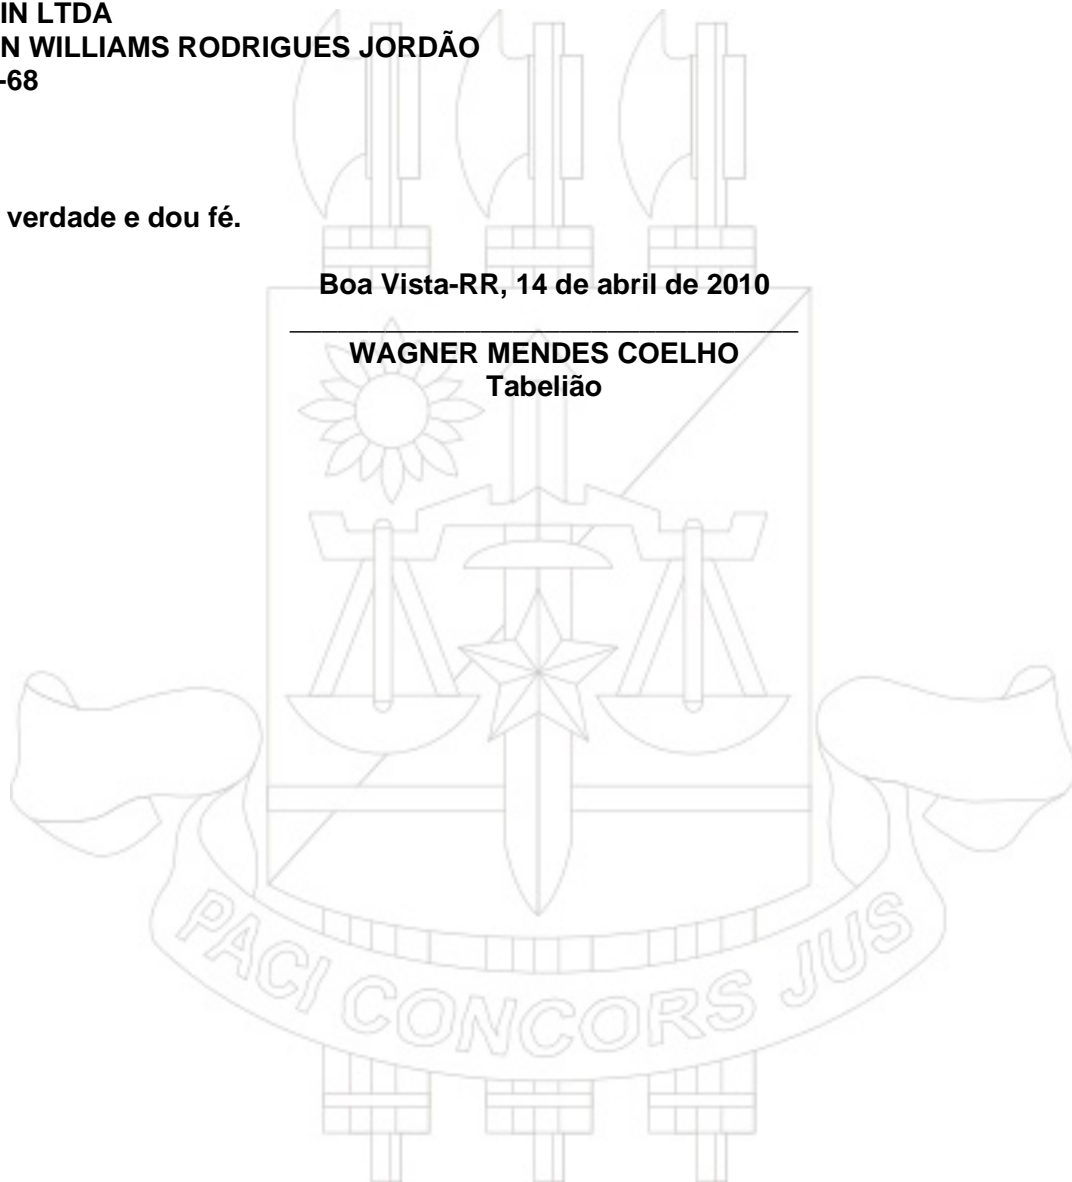 IN LTDA
N WILLIAMS RODRIGUES JORDÃO
-68
verdade e dou fé.
Boa Vista-RR, 14 de abril de 2010
WAGNER MENDES COELHO
Tabelião
PACI CONCORS JUS